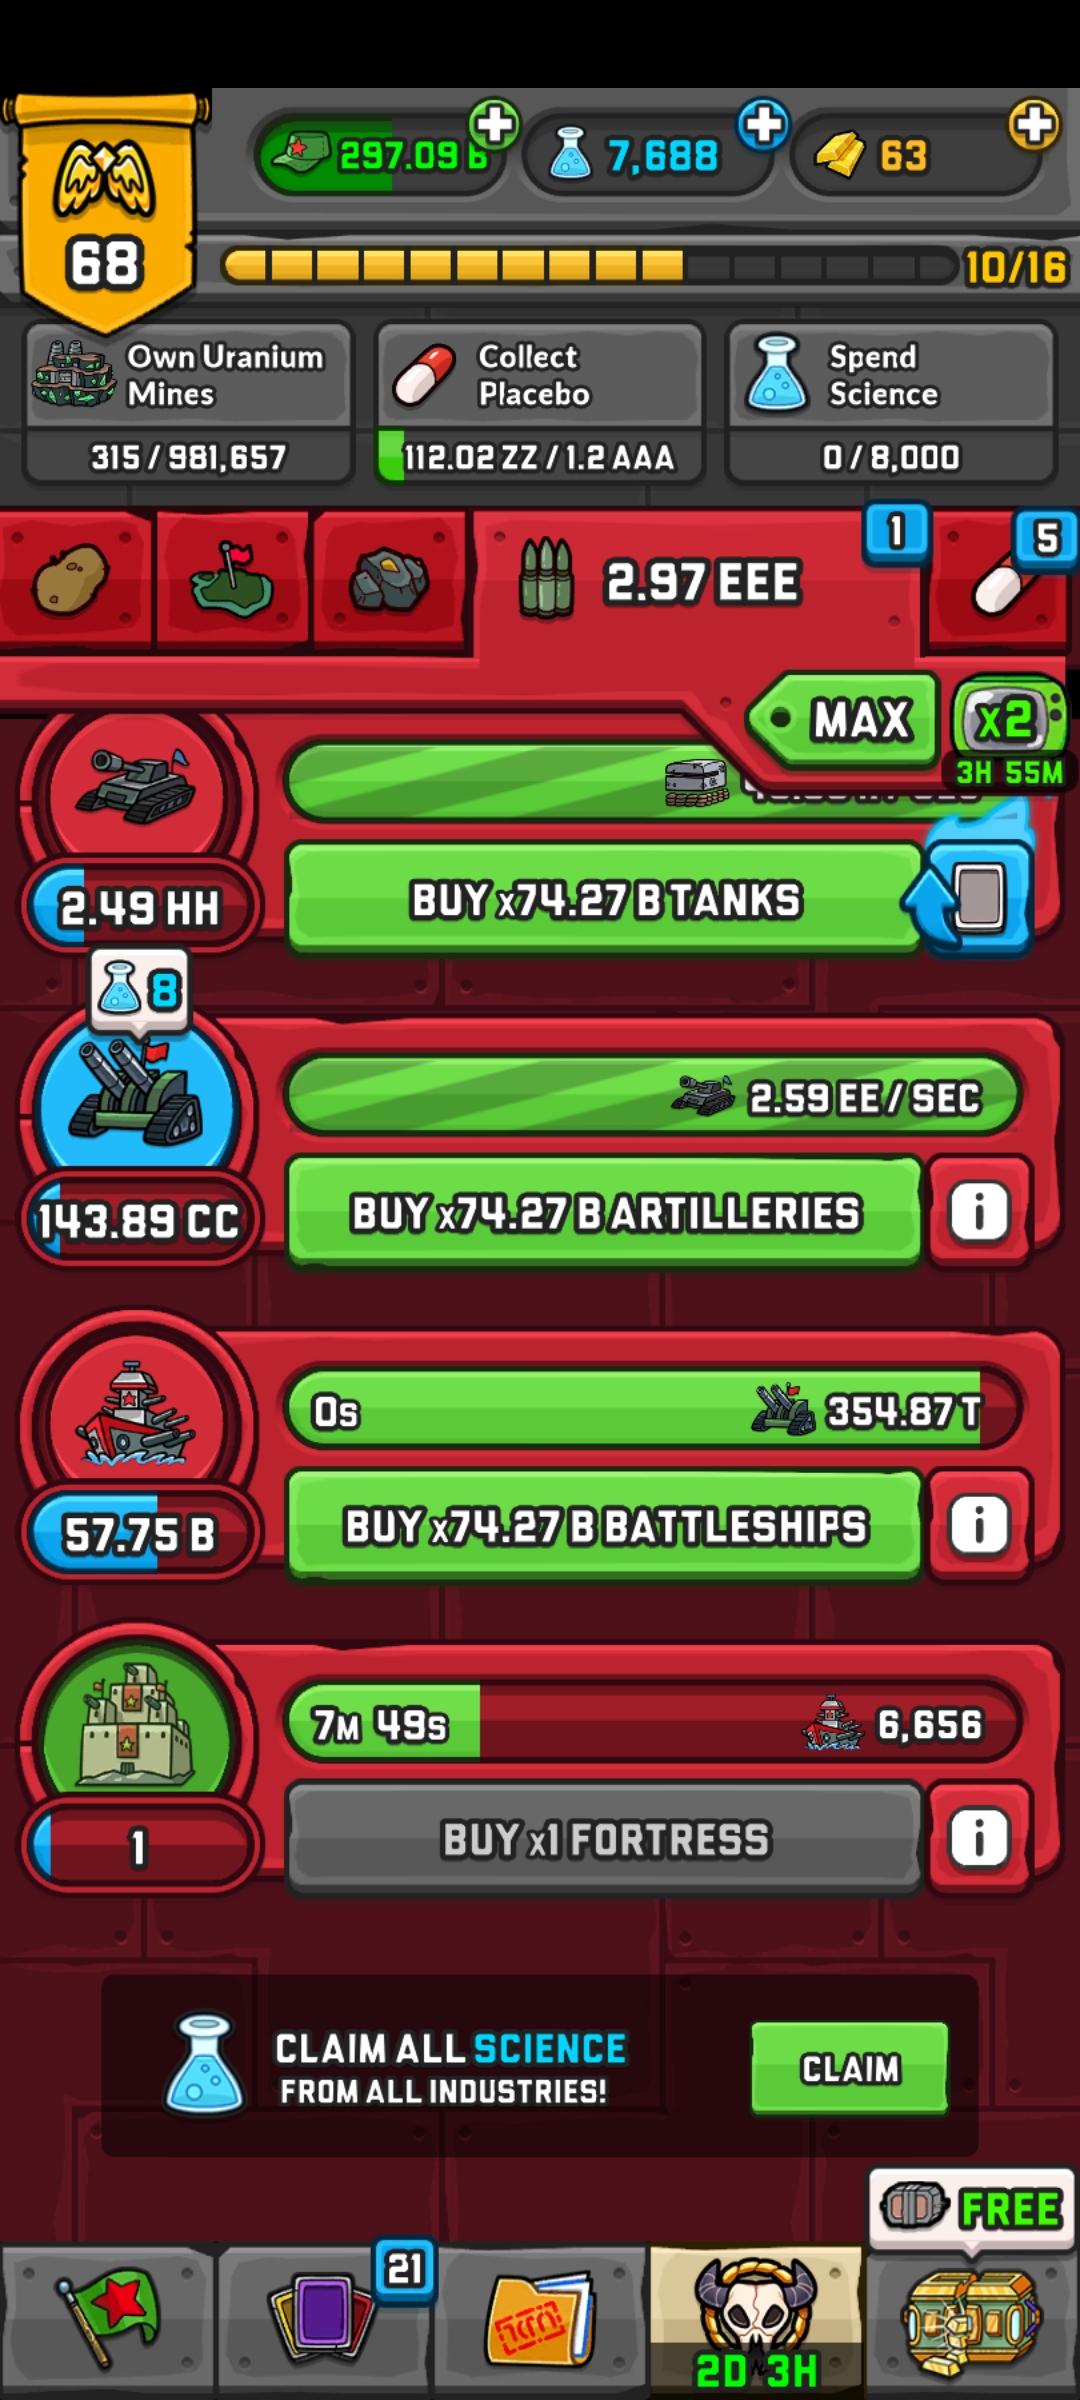 297.09 B
7,688
63
68
10/16
Own Uranium
Mines
315 / 981,657
Collect
Placebo
112.02 ZZ / 1.2 AAA
Spend
Science
0 / 8,000
2.97 EEE
1
5
MAX
x2
3H 55M
2.49 HH
BUY x74.27 B TANKS
8
2.59 EE / SEC
143.89 CC
BUY x74.27 B ARTILLERIES
i
0s
354.87 T
57.75 B
BUY x74.27 B BATTLESHIPS
i
7M 49s
6,656
1
BUY x1 FORTRESS
i
CLAIM ALL SCIENCE
FROM ALL INDUSTRIES!
CLAIM
FREE
21
2D 3H